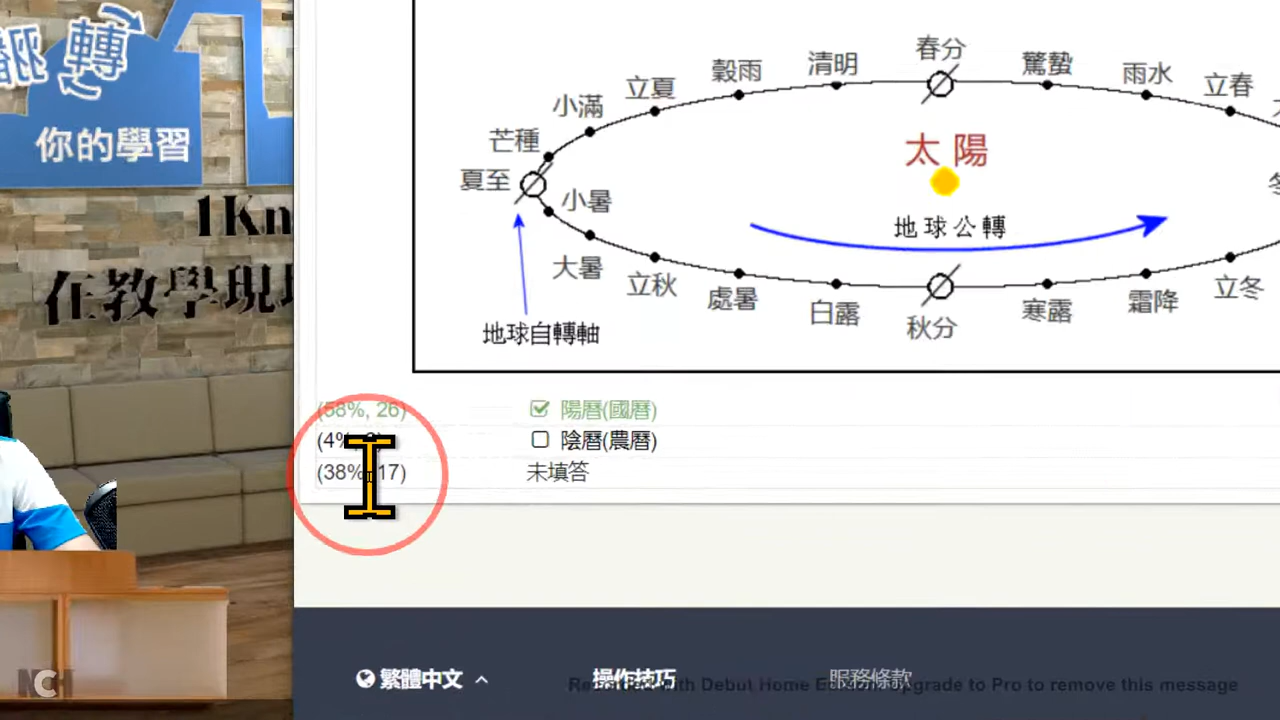 翻轉
你的學習
1Kn
在教學現場
春分
清明
驚蟄
穀雨
雨水
立夏
立春
小滿
芒種
太陽
夏至
小暑
地球公轉
大暑
立秋
處暑
白露
秋分
寒露
霜降
立冬
地球自轉軸
(58%, 26)
陽曆(國曆)
(4%
陰曆(農曆)
(38%, 17)
未填答
繁體中文
操作技巧
服務條款
Recorded with Debut Home Edition. Upgrade to Pro to remove this message
NCH